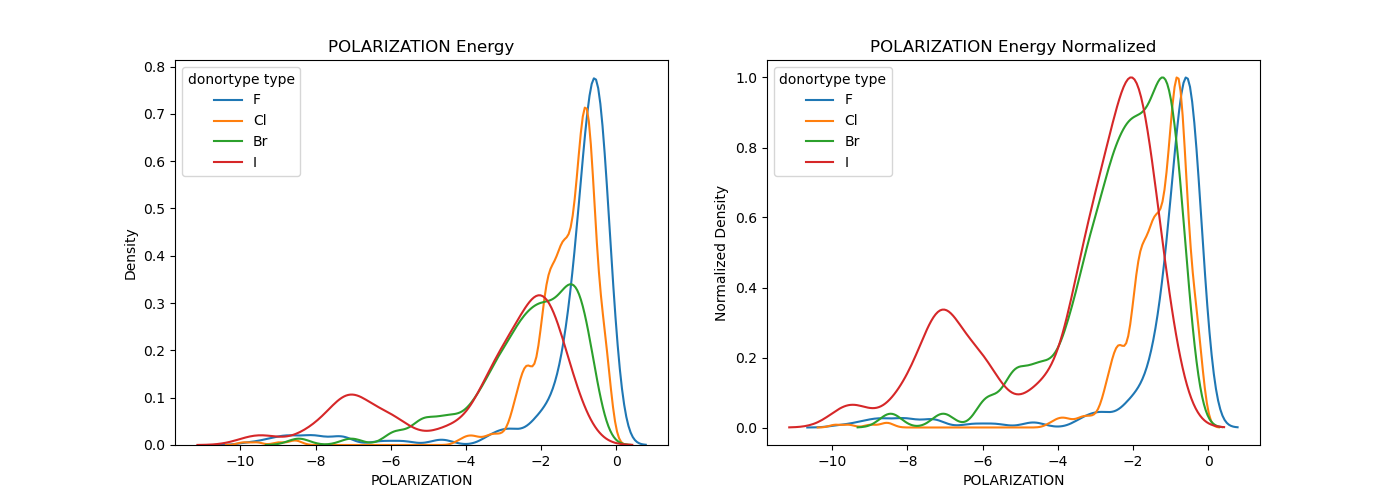 POLARIZATION Energy
donortype type
F
Cl
Br
I
0.8
0.7
0.6
0.5
0.4
0.3
0.2
0.1
0.0
Density
−10
−8
−6
−4
−2
0
POLARIZATION
POLARIZATION Energy Normalized
donortype type
F
Cl
Br
I
1.0
0.8
0.6
0.4
0.2
0.0
Normalized Density
−10
−8
−6
−4
−2
0
POLARIZATION